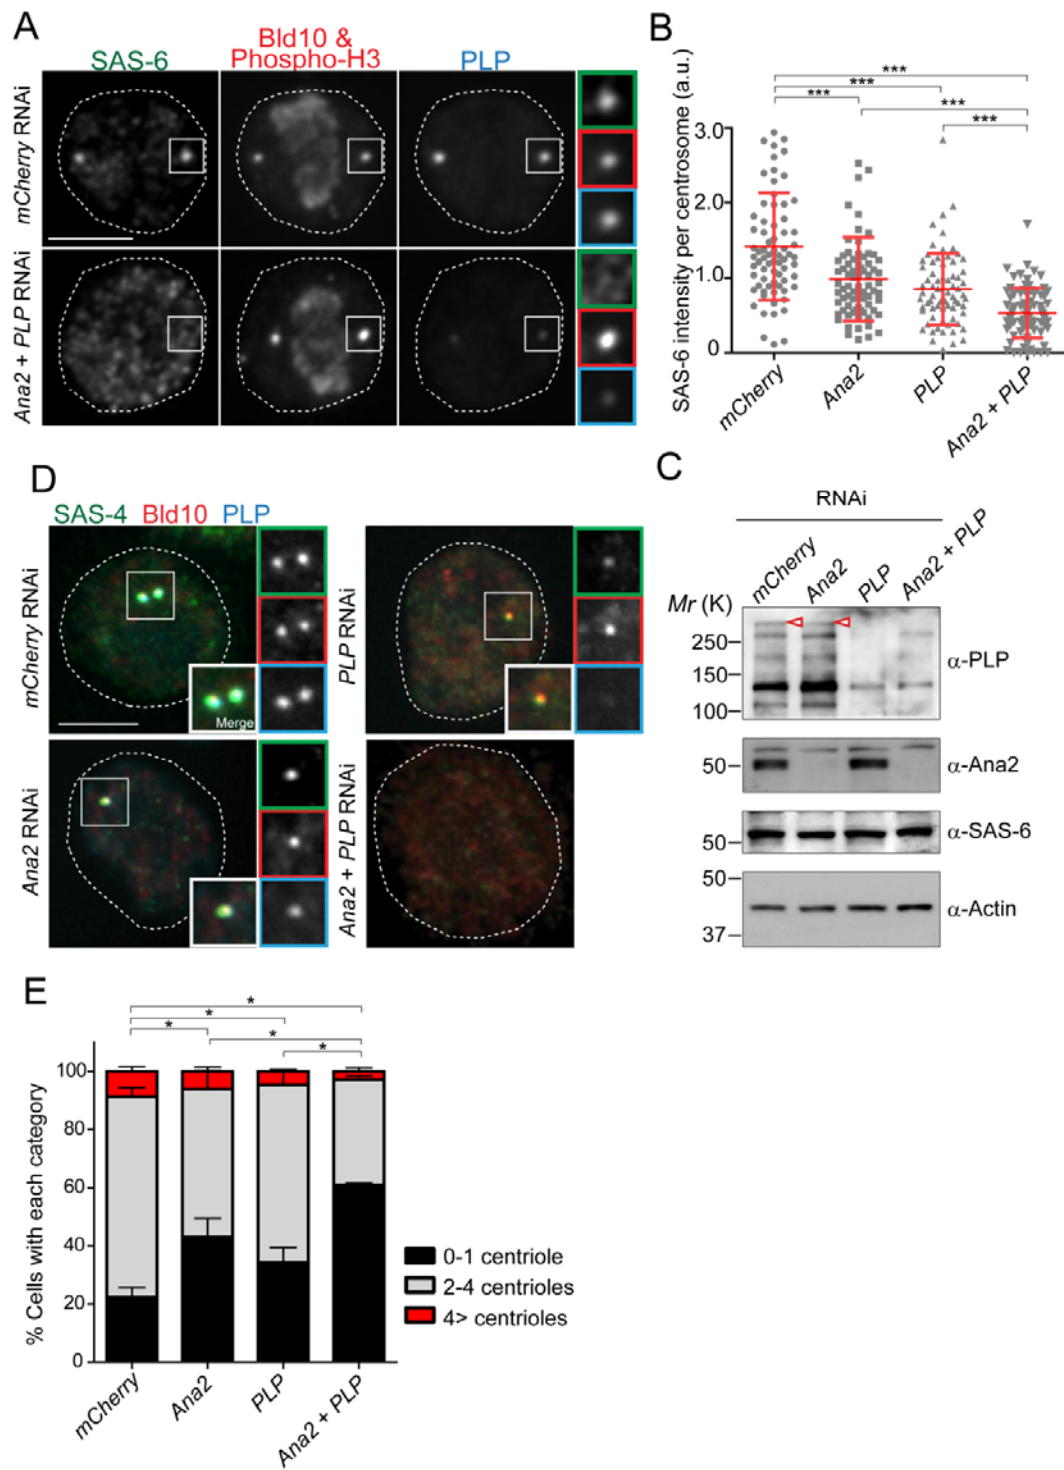 A
SAS-6
Bld10 &
Phospho-H3
PLP
mCherry RNAi
Ana2 + PLP RNAi
B
SAS-6 intensity per centrosome (a.u.)
***
***
***
***
***
3.0
2.0
1.0
0
mCherry
Ana2
PLP
Ana2 + PLP
C
RNAi
mCherry
Ana2
PLP
Ana2 + PLP
Mr (K)
250
150
100
α-PLP
50
α-Ana2
50
α-SAS-6
50
37
α-Actin
D
SAS-4 Bld10 PLP
mCherry RNAi
Merge
PLP RNAi
Ana2 RNAi
Ana2 + PLP RNAi
E
% Cells with each category
*
*
*
*
*
100
80
60
40
20
0
mCherry
Ana2
PLP
Ana2 + PLP
0-1 centriole
2-4 centrioles
4> centrioles